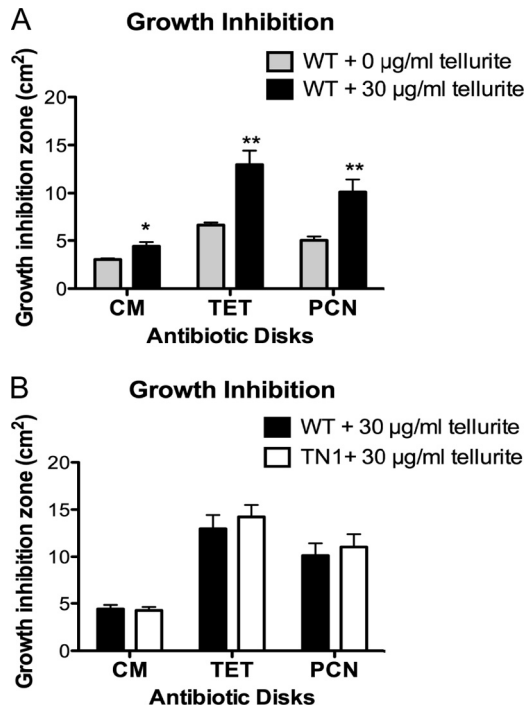 A Growth Inhibition
WT + 0 µg/ml tellurite
WT + 30 µg/ml tellurite
Growth inhibition zone (cm²)
20
15
10
5
0
*
**
**
CM TET PCN
Antibiotic Disks
B Growth Inhibition
WT + 30 µg/ml tellurite
TN1+ 30 µg/ml tellurite
Growth inhibition zone (cm²)
20
15
10
5
0
CM TET PCN
Antibiotic Disks